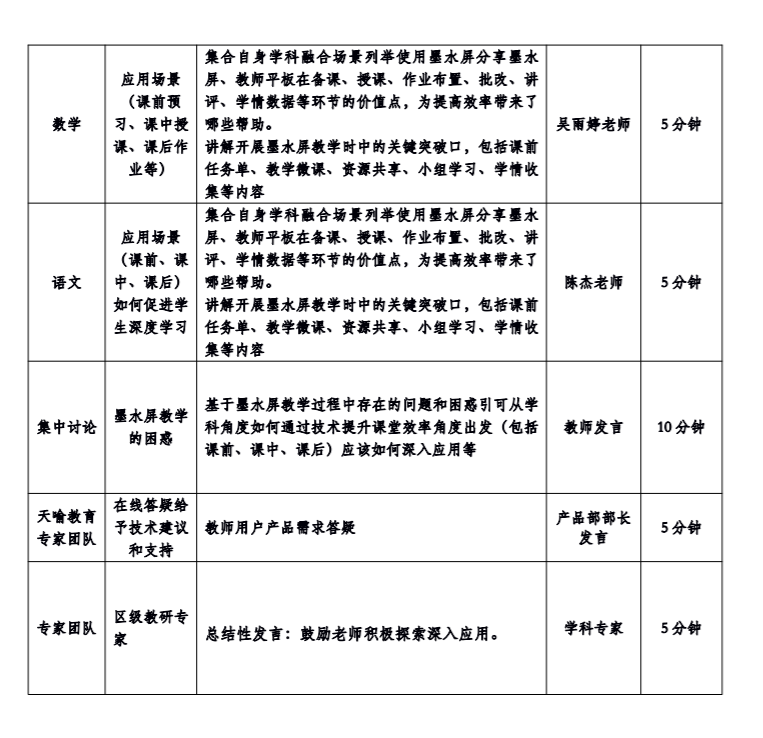 数学
应用场景
（课前预
习、课中授
课、课后作
业等）
集合自身学科融合场景列举使用墨水屏分享墨水
屏、教师平板在备课、授课、作业布置、批改、讲
评、学情数据等环节的价值点，为提高效率带来了
哪些帮助。
讲解开展墨水屏教学时中的关键突破口，包括课前
任务单、教学微课、资源共享、小组学习、学情收
集等内容
吴雨婷老师
5分钟
语文
应用场景
（课前、课
中、课后）
如何促进学
生深度学习
集合自身学科融合场景列举使用墨水屏分享墨水
屏、教师平板在备课、授课、作业布置、批改、讲
评、学情数据等环节的价值点，为提高效率带来了
哪些帮助。
讲解开展墨水屏教学时中的关键突破口，包括课前
任务单、教学微课、资源共享、小组学习、学情收
集等内容
陈杰老师
5分钟
集中讨论
墨水屏教学
的困惑
基于墨水屏教学过程中存在的问题和困惑引可从学
科角度如何通过技术提升课堂效率角度出发（包括
课前、课中、课后）应该如何深入应用等
教师发言
10分钟
天喻教育
专家团队
在线答疑给
予技术建议
和支持
教师用户产品需求答疑
产品部部长
发言
5分钟
专家团队
区级教研专
家
总结性发言：鼓励老师积极探索深入应用。
学科专家
5分钟